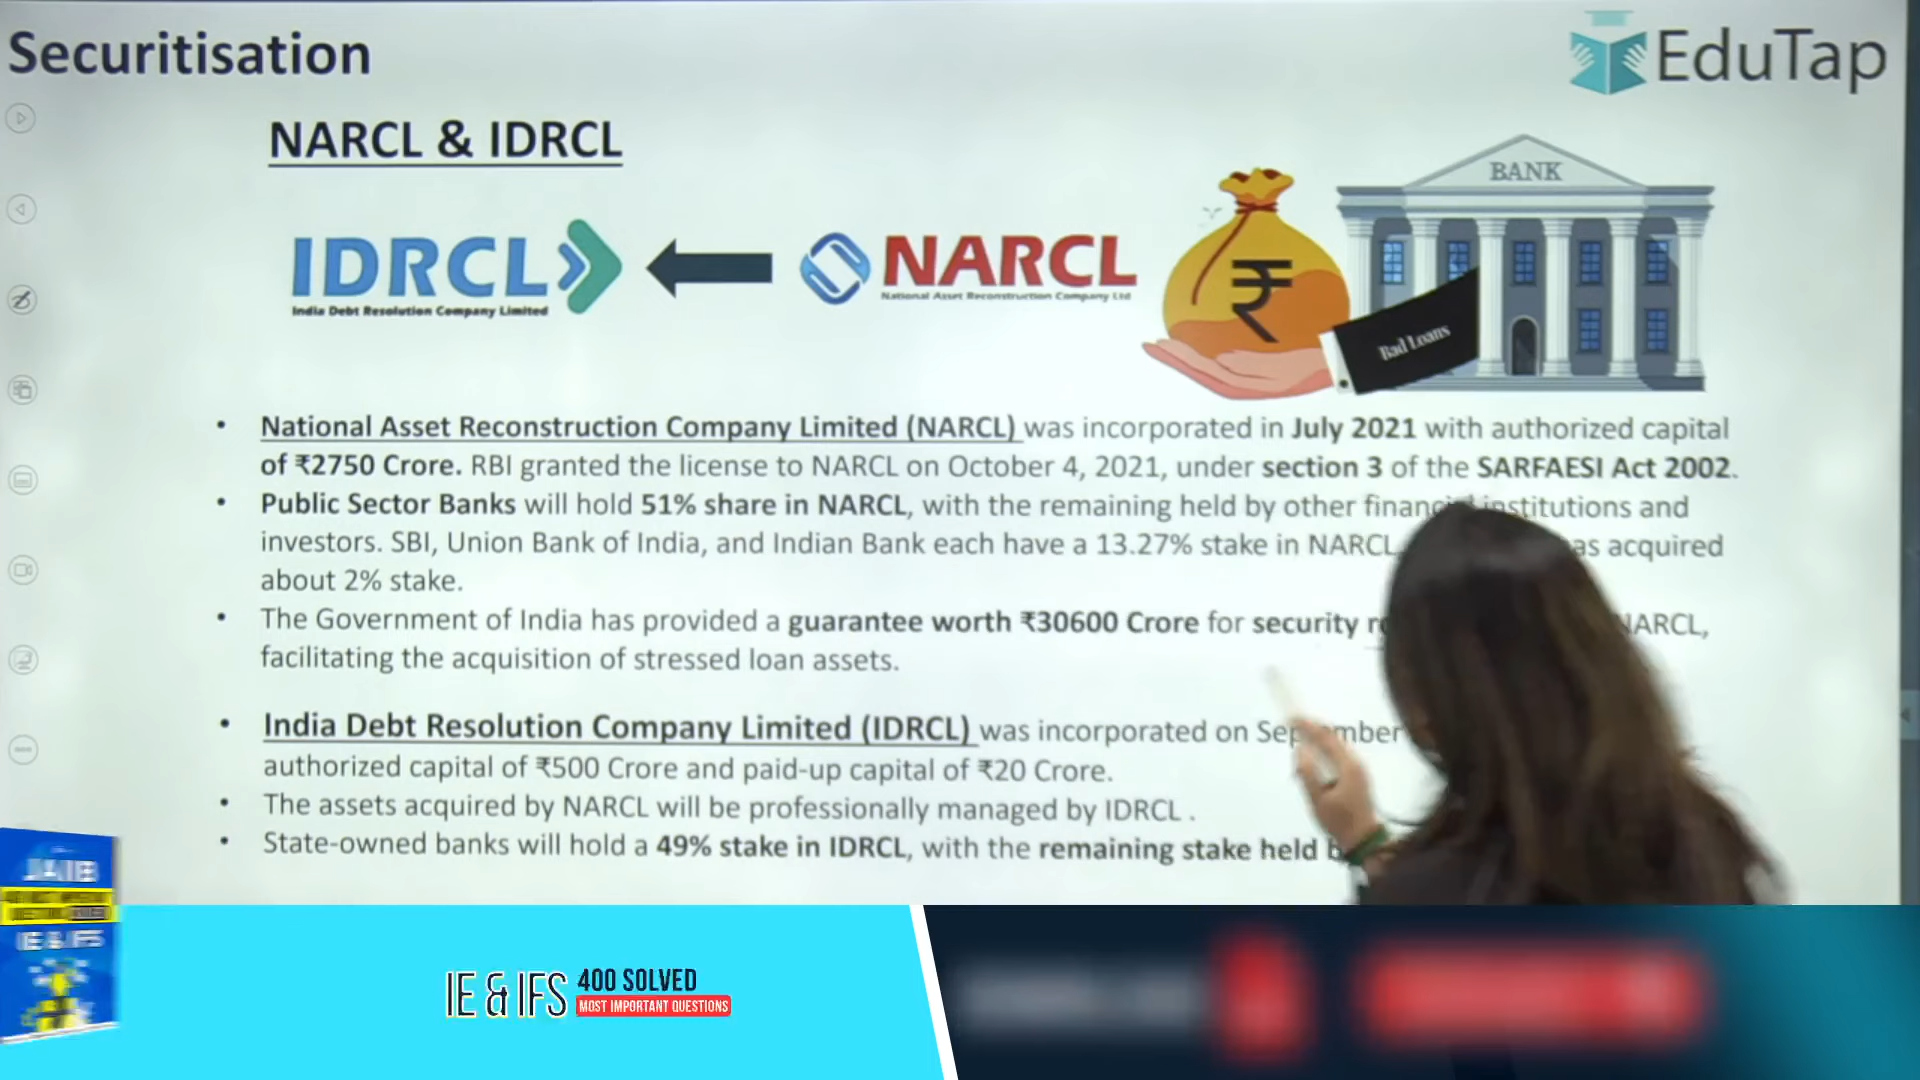 Securitisation
EduTap
NARCL & IDRCL
BANK
IDRCL
India Debt Resolution Company Limited
NARCL
National Asset Reconstruction Company Ltd
₹
Bad Loans
• National Asset Reconstruction Company Limited (NARCL) was incorporated in July 2021 with authorized capital
of ₹2750 Crore. RBI granted the license to NARCL on October 4, 2021, under section 3 of the SARFAESI Act 2002.
• Public Sector Banks will hold 51% share in NARCL, with the remaining held by other institutions and
investors. SBI, Union Bank of India, and Indian Bank each have a 13.27% stake in NARCL acquired
about 2% stake.
• The Government of India has provided a guarantee worth ₹30600 Crore for security NARCL,
facilitating the acquisition of stressed loan assets.
• India Debt Resolution Company Limited (IDRCL) was incorporated on
authorized capital of ₹500 Crore and paid-up capital of ₹20 Crore.
• The assets acquired by NARCL will be professionally managed by IDRCL .
• State-owned banks will hold a 49% stake in IDRCL, with the remaining stake held
JAIIB
IE & IFS
IE & IFS 400 SOLVED
MOST IMPORTANT QUESTIONS